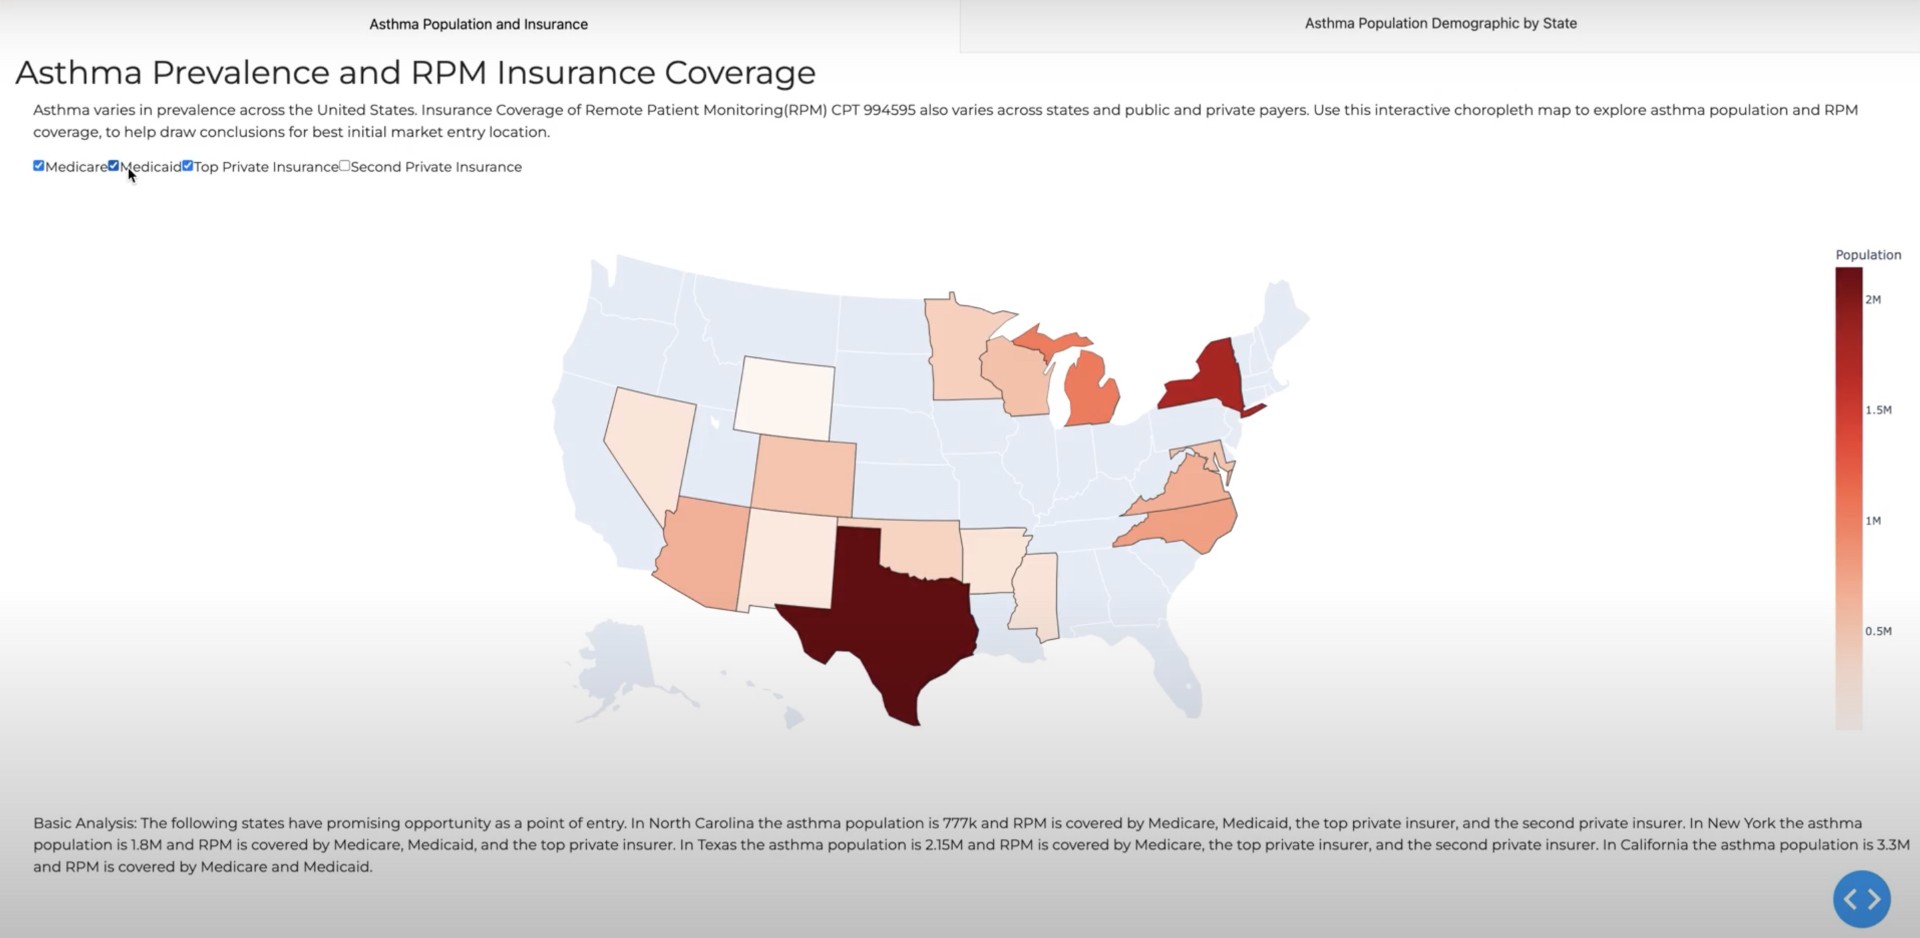 Asthma Population and Insurance
Asthma Population Demographic by State
Asthma Prevalence and RPM Insurance Coverage
Asthma varies in prevalence across the United States. Insurance Coverage of Remote Patient Monitoring(RPM) CPT 994595 also varies across states and public and private payers. Use this interactive choropleth map to explore asthma population and RPM
coverage, to help draw conclusions for best initial market entry location.
Medicare Medicaid Top Private Insurance Second Private Insurance
Population
2M
1.5M
1M
0.5M
Basic Analysis: The following states have promising opportunity as a point of entry. In North Carolina the asthma population is 777k and RPM is covered by Medicare, Medicaid, the top private insurer, and the second private insurer. In New York the asthma
population is 1.8M and RPM is covered by Medicare, Medicaid, and the top private insurer. In Texas the asthma population is 2.15M and RPM is covered by Medicare, the top private insurer, and the second private insurer. In California the asthma population is 3.3M
and RPM is covered by Medicare and Medicaid.